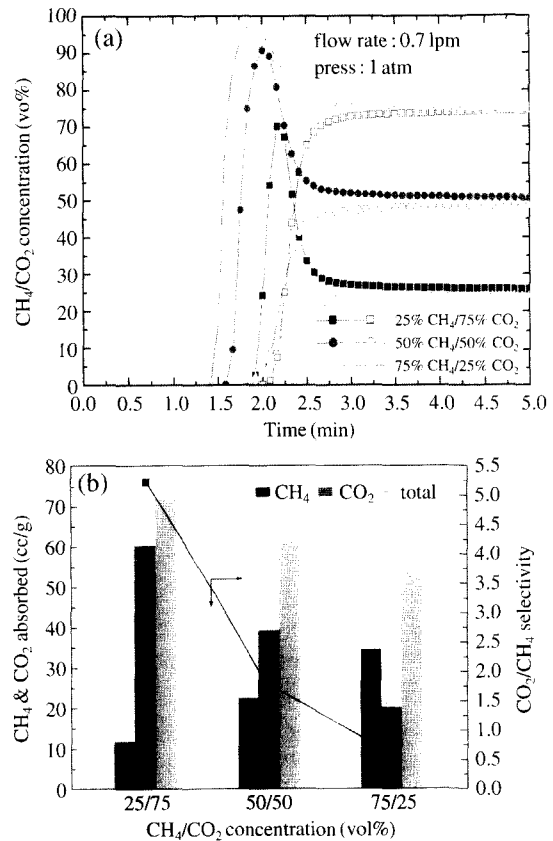 (a)
flow rate : 0.7 lpm
press : 1 atm
CH4/CO2 concentration (vo%)
100
90
80
70
60
50
40
30
20
10
0
25% CH4/75% CO2
50% CH4/50% CO2
75% CH4/25% CO2
0.0 0.5 1.0 1.5 2.0 2.5 3.0 3.5 4.0 4.5 5.0
Time (min)
(b)
CH4 CO2 total
CH4 & CO2 absorbed (cc/g)
80
70
60
50
40
30
20
10
0
5.5
5.0
4.5
4.0
3.5
3.0
2.5
2.0
1.5
1.0
0.5
0.0
CO2/CH4 selectivity
25/75 50/50 75/25
CH4/CO2 concentration (vol%)